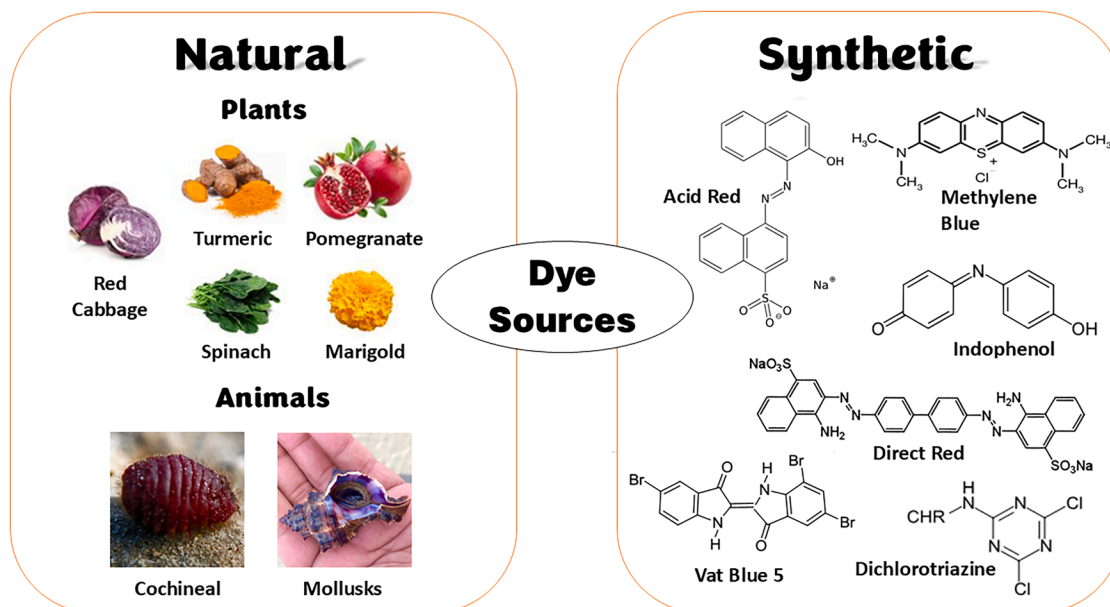 Natural
Plants
Red
Cabbage
Turmeric
Pomegranate
Spinach
Marigold
Animals
Cochineal
Mollusks
Dye
Sources
Synthetic
Acid Red
OH
N
N
S
O
O
O
⊖
Na⊕
N
S
+
Cl⁻
H₃C
N
CH₃
CH₃
N
CH₃
Methylene
Blue
O
N
OH
Indophenol
NaO₃S
N
N
NH₂
N
N
NH₂
SO₃Na
Direct Red
Br
O
H
N
Br
Br
N
H
O
Vat Blue 5
H
N
CHR
N
N
N
Cl
Cl
Dichlorotriazine